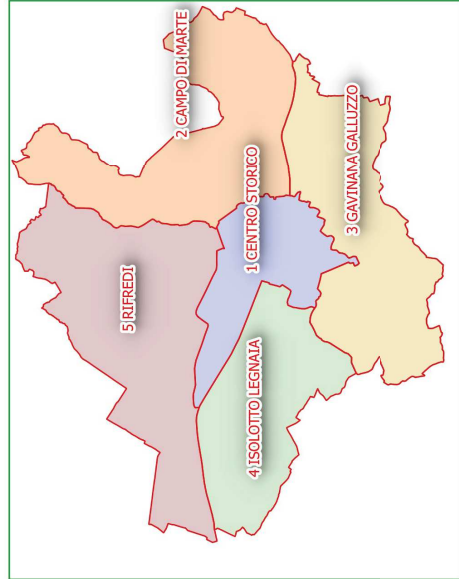 2 CAMPO DI MARTE
5 RIFREDI
1 CENTRO STORICO
3 GAVINANA GALLUZZO
4 ISOLOTTO LEGNAIA